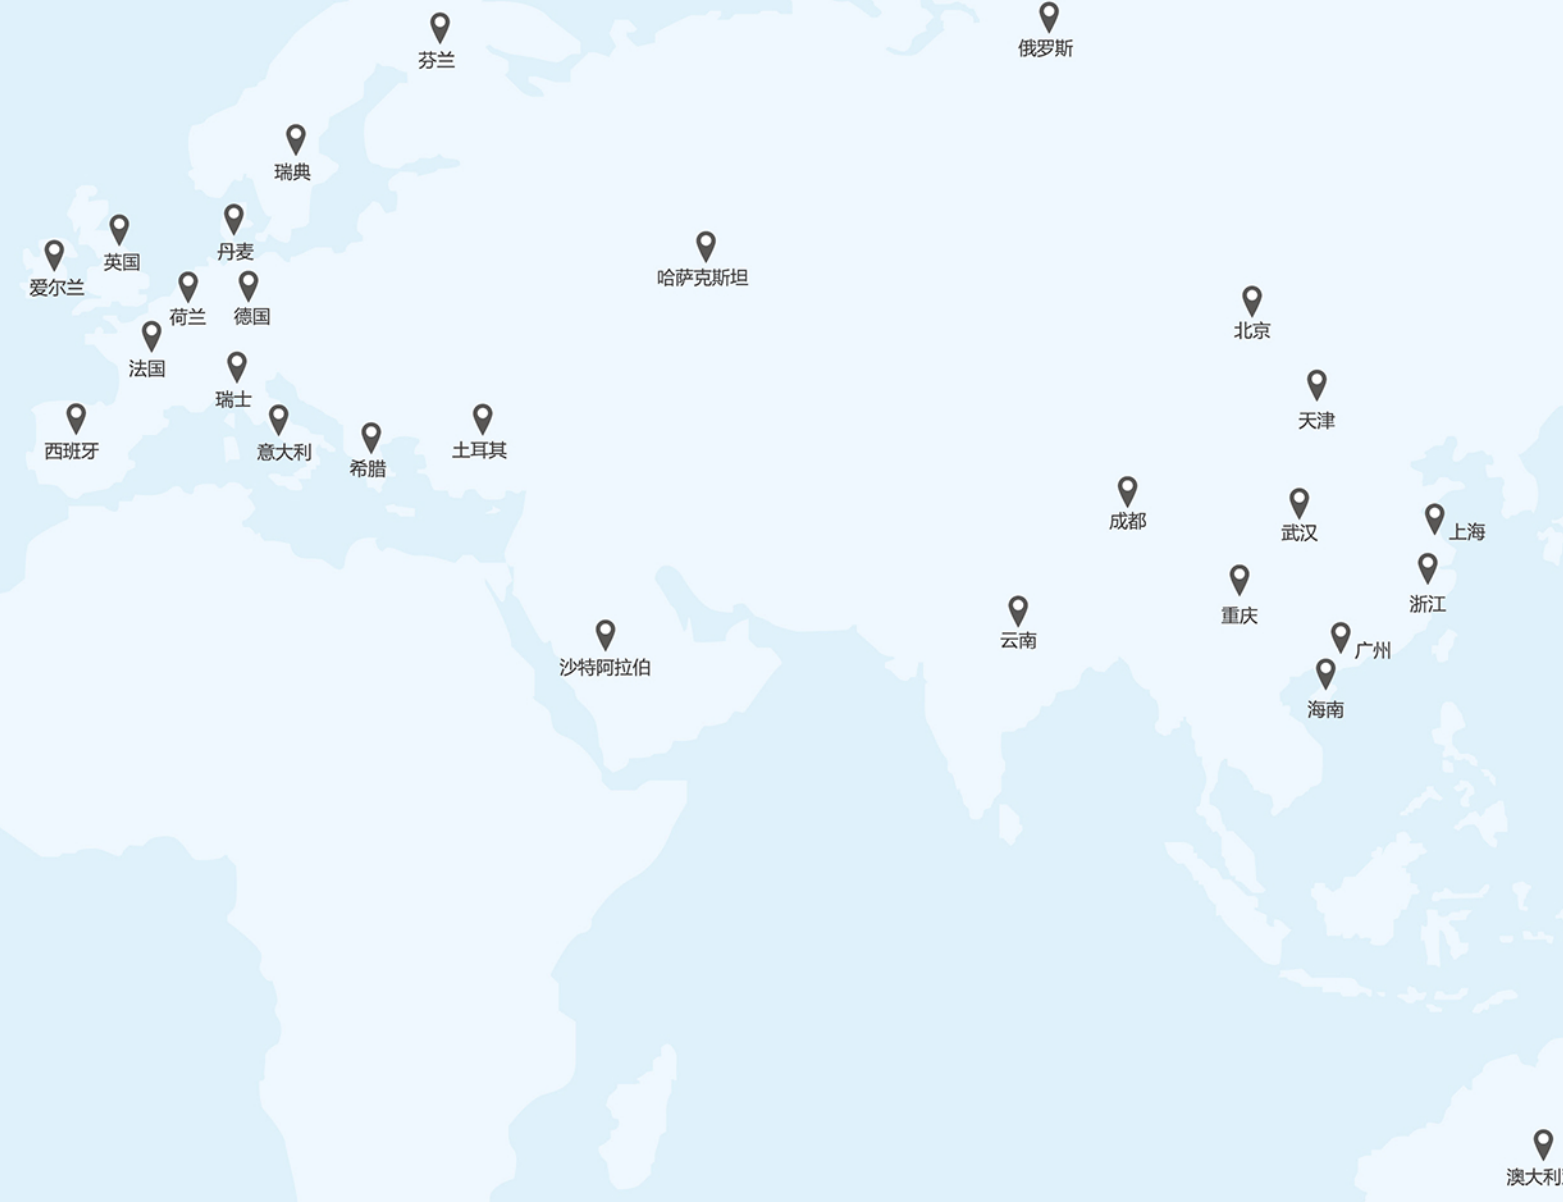 俄罗斯
芬兰
瑞典
丹麦
英国
爱尔兰
哈萨克斯坦
荷兰
德国
北京
法国
瑞士
天津
西班牙
意大利
土耳其
希腊
成都
武汉
上海
浙江
重庆
云南
广州
沙特阿拉伯
海南
澳大利